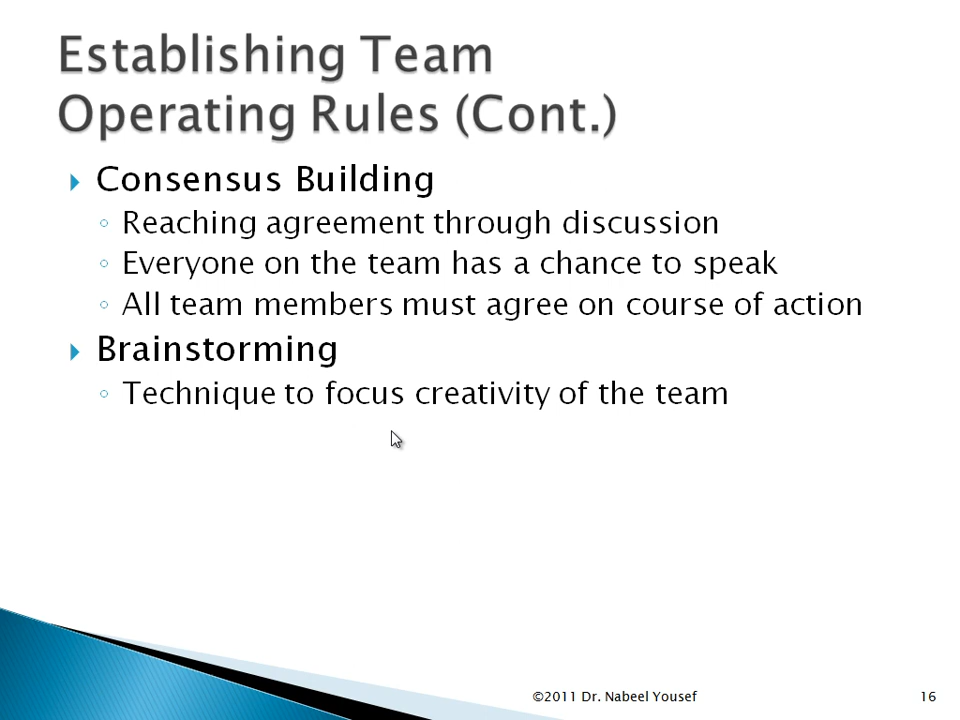 Establishing Team
Operating Rules (Cont.)
Consensus Building
Reaching agreement through discussion
Everyone on the team has a chance to speak
All team members must agree on course of action
Brainstorming
Technique to focus creativity of the team
©2011 Dr. Nabeel Yousef
16